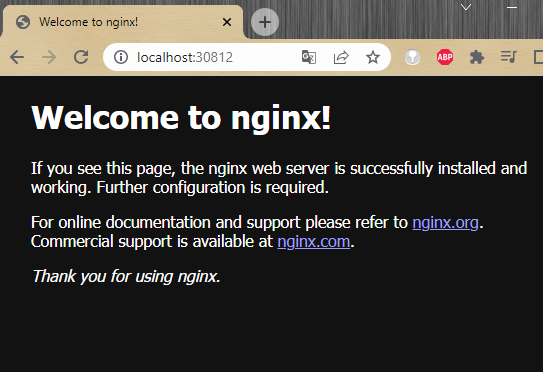 Welcome to nginx!
localhost:30812
ABP
Welcome to nginx!
If you see this page, the nginx web server is successfully installed and
working. Further configuration is required.
For online documentation and support please refer to nginx.org.
Commercial support is available at nginx.com.
Thank you for using nginx.